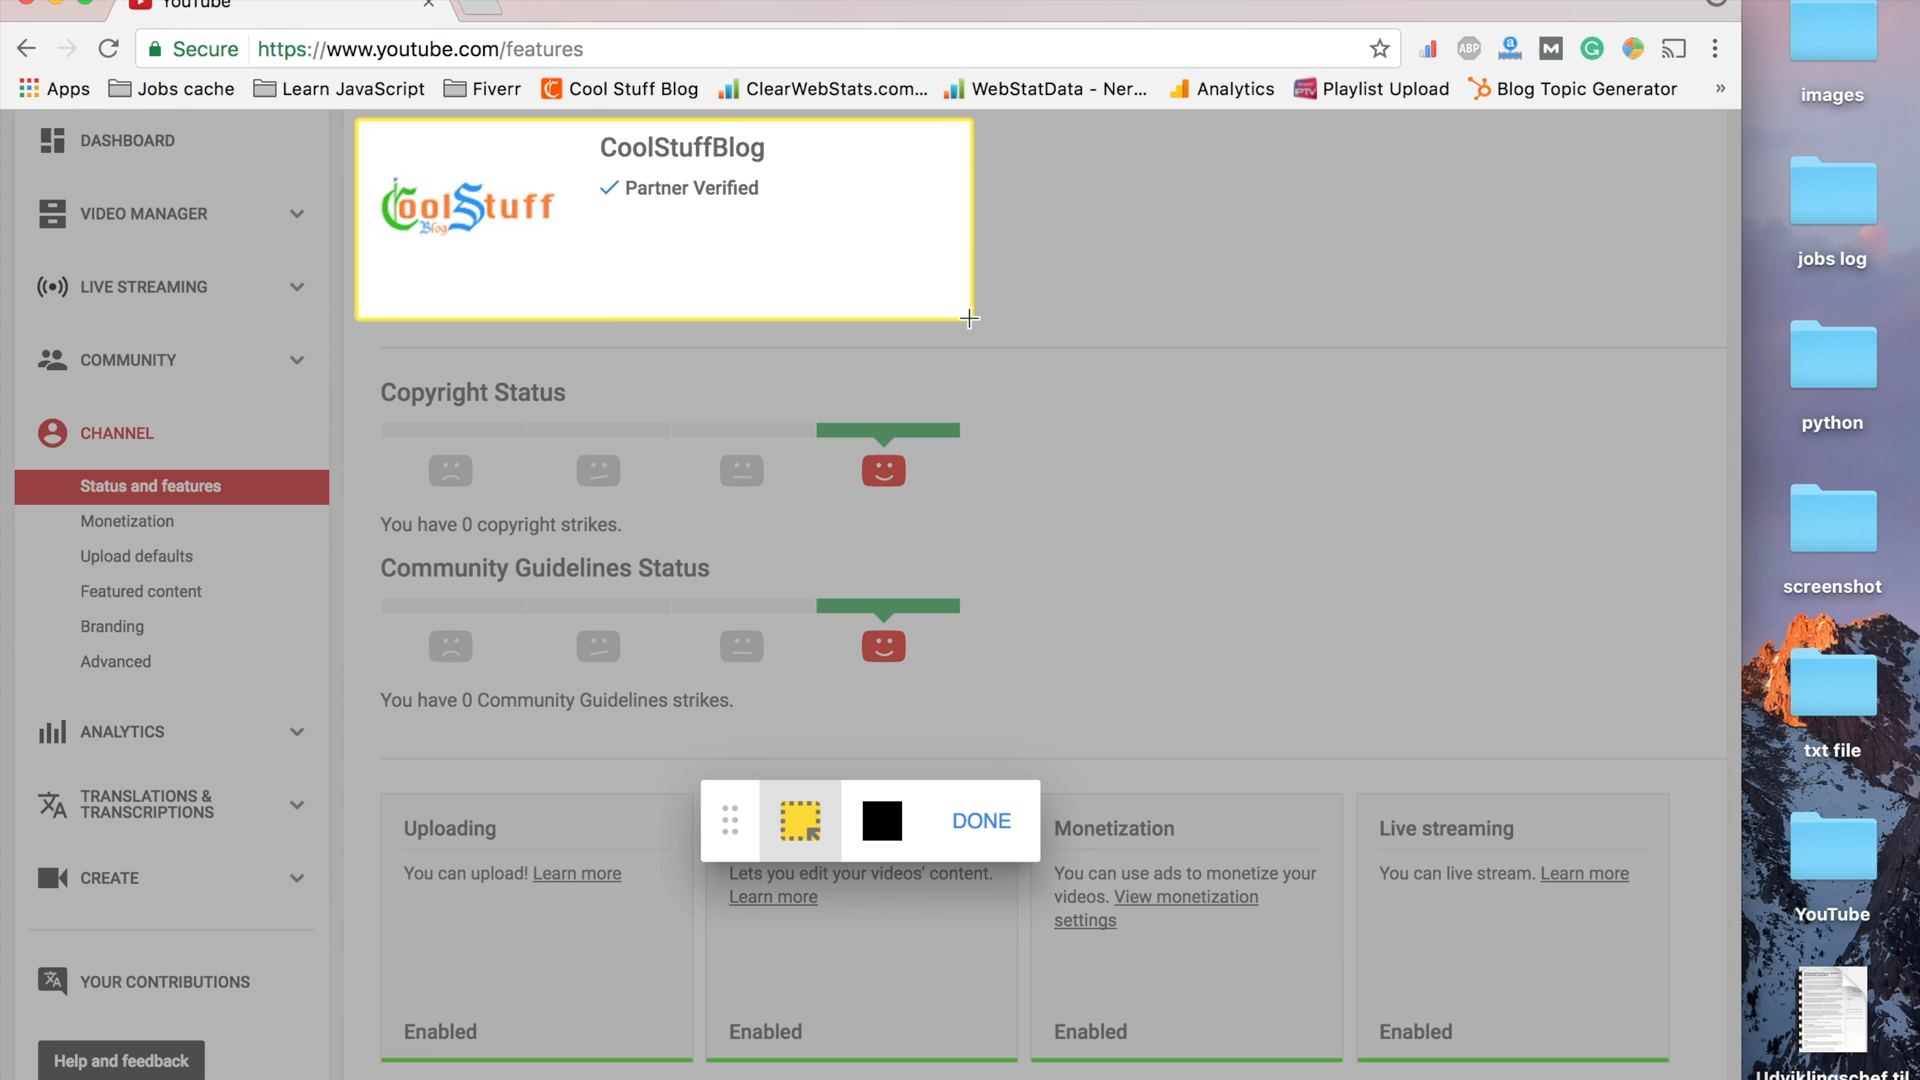 YouTube
Secure https://www.youtube.com/features
ABP
a
M
G
Apps Jobs cache Learn JavaScript Fiverr Cool Stuff Blog ClearWebStats.com... WebStatData - Ner... Analytics Playlist Upload Blog Topic Generator »
images
DASHBOARD
VIDEO MANAGER
LIVE STREAMING
COMMUNITY
CHANNEL
Status and features
Monetization
Upload defaults
Featured content
Branding
Advanced
ANALYTICS
TRANSLATIONS &
TRANSCRIPTIONS
CREATE
YOUR CONTRIBUTIONS
Help and feedback
CoolStuff
Blog
CoolStuffBlog
Partner Verified
Copyright Status
You have 0 copyright strikes.
Community Guidelines Status
You have 0 Community Guidelines strikes.
DONE
Uploading
You can upload! Learn more
Enabled
Lets you edit your videos' content.
Learn more
Enabled
Monetization
You can use ads to monetize your
videos. View monetization
settings
Enabled
Live streaming
You can live stream. Learn more
Enabled
jobs log
python
screenshot
txt file
YouTube
Udviklingschef til